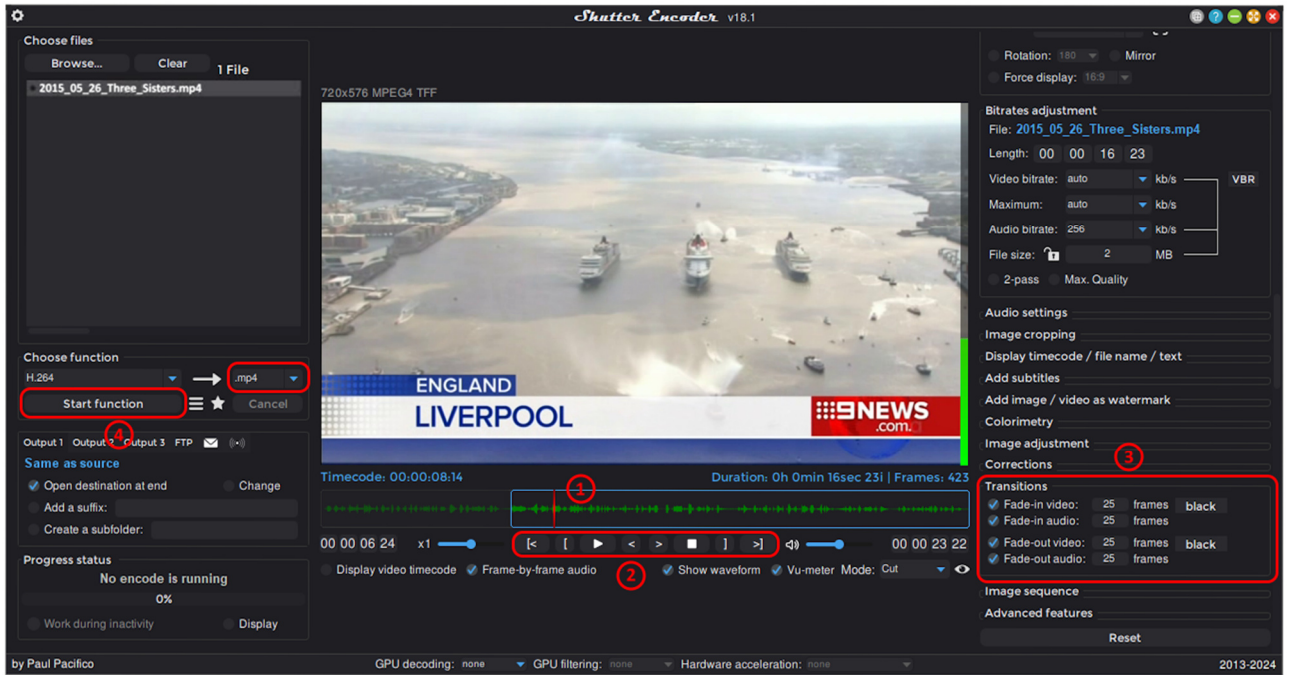 Shutter Encoder v18.1
Choose files
Browse... Clear 1 File
2015_05_26_Three_Sisters.mp4
Choose function
H.264 .mp4
Start function Cancel
4
Output 1 Output 2 Output 3 FTP
Same as source
Open destination at end Change
Add a suffix:
Create a subfolder:
Progress status
No encode is running
0%
Work during inactivity Display
720x576 MPEG4 TFF
ENGLAND
LIVERPOOL
9NEWS
.com.
Timecode: 00:00:08:14 Duration: 0h 0min 16sec 23i | Frames: 423
1
00 00 06 24 x1 [< [ < > ] >] 00 00 23 22
2
Display video timecode Frame-by-frame audio Show waveform Vu-meter Mode: Cut
Rotation: 180 Mirror
Force display: 16:9
Bitrates adjustment
File: 2015_05_26_Three_Sisters.mp4
Length: 00 00 16 23
Video bitrate: auto kb/s VBR
Maximum: auto kb/s
Audio bitrate: 256 kb/s
File size: 2 MB
2-pass Max. Quality
Audio settings
Image cropping
Display timecode / file name / text
Add subtitles
Add image / video as watermark
Colorimetry
Image adjustment
3
Corrections
Transitions
Fade-in video: 25 frames black
Fade-in audio: 25 frames
Fade-out video: 25 frames black
Fade-out audio: 25 frames
Image sequence
Advanced features
Reset
by Paul Pacifico GPU decoding: none GPU filtering: none Hardware acceleration: none 2013-2024